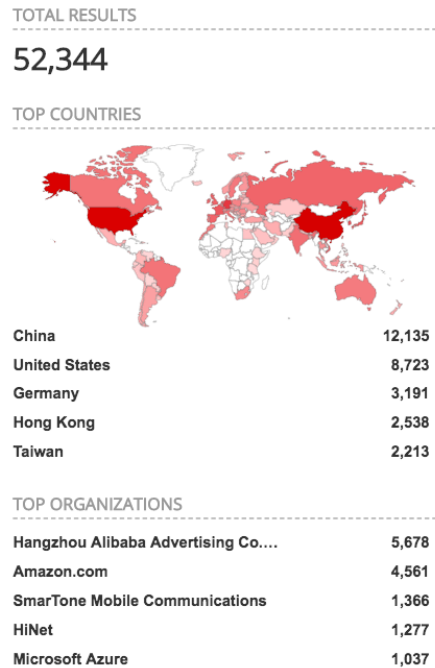 TOTAL RESULTS
52,344
TOP COUNTRIES
China 12,135
United States 8,723
Germany 3,191
Hong Kong 2,538
Taiwan 2,213
TOP ORGANIZATIONS
Hangzhou Alibaba Advertising Co.... 5,678
Amazon.com 4,561
SmarTone Mobile Communications 1,366
HiNet 1,277
Microsoft Azure 1,037